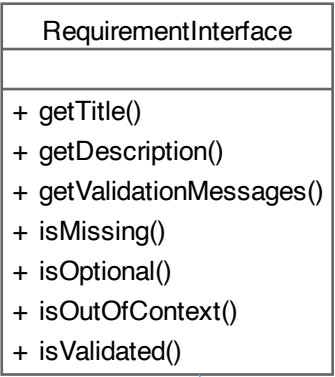 RequirementInterface
+ getTitle()
+ getDescription()
+ getValidationMessages()
+ isMissing()
+ isOptional()
+ isOutOfContext()
+ isValidated()